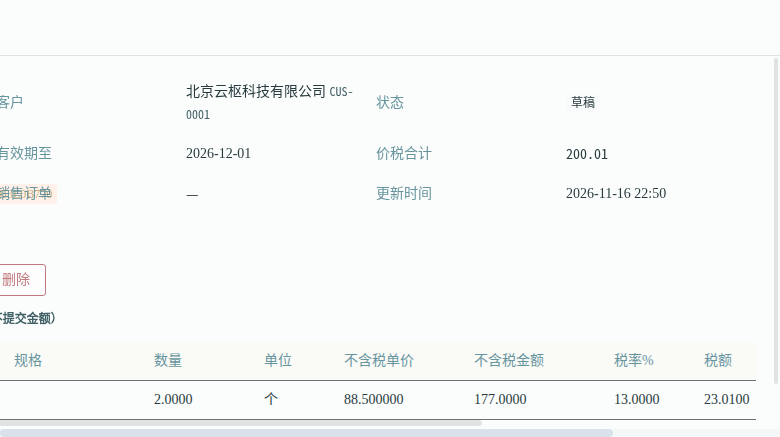 客户 北京云枢科技有限公司 CUS-0001 状态 草稿
有效期至 2026-12-01 价税合计 200.01
销售订单 — 更新时间 2026-11-16 22:50
删除
不提交金额）
规格 数量 单位 不含税单价 不含税金额 税率% 税额
2.0000 个 88.500000 177.0000 13.0000 23.0100